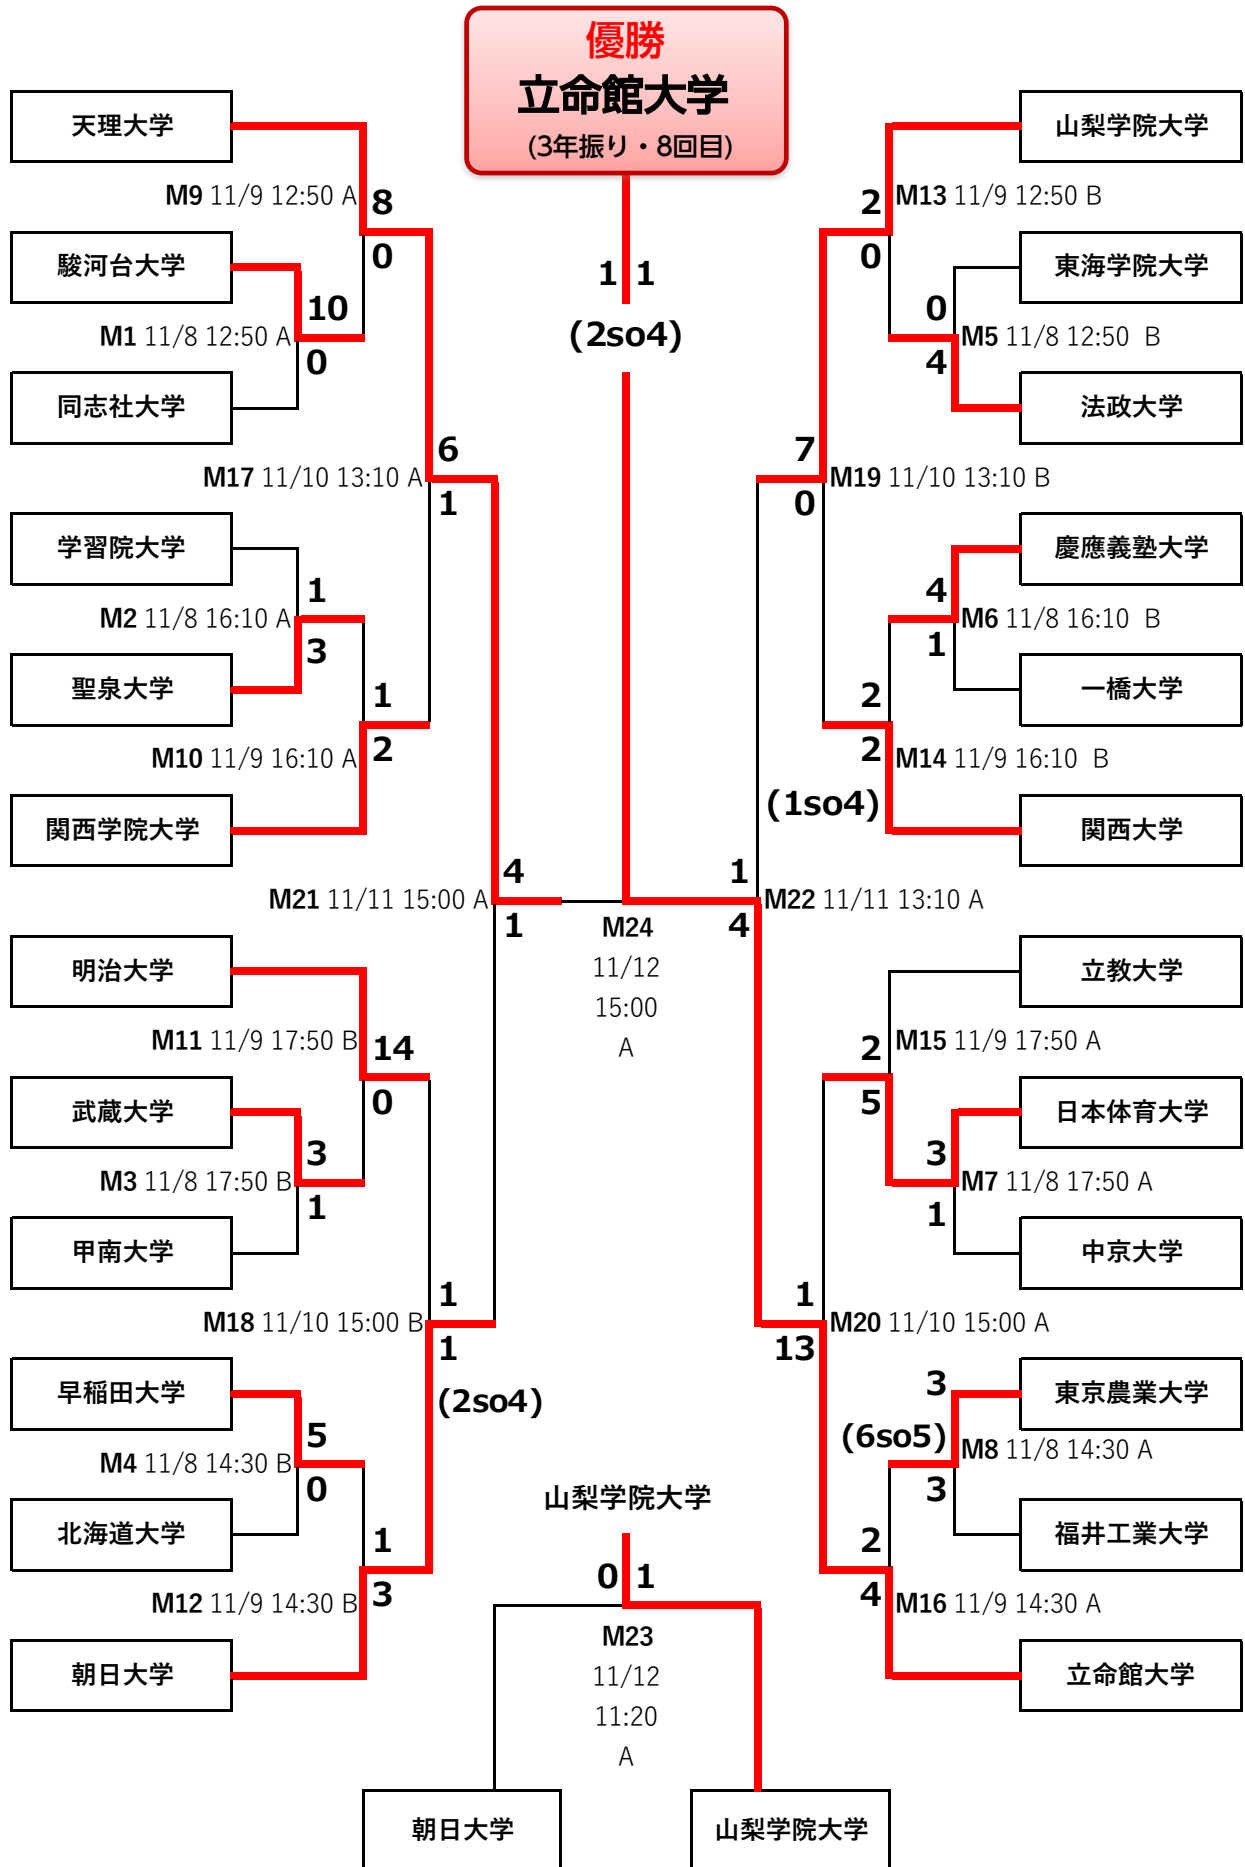 優勝
立命館大学
(3年振り・8回目)
1 1
(2so4)
天理大学
M9 11/9 12:50 A
8
0
駿河台大学
10
M1 11/8 12:50 A
0
同志社大学
6
M17 11/10 13:10 A
1
学習院大学
1
M2 11/8 16:10 A
3
聖泉大学
1
M10 11/9 16:10 A
2
関西学院大学
4
M21 11/11 15:00 A
1
明治大学
M11 11/9 17:50 B
14
0
武蔵大学
3
M3 11/8 17:50 B
1
甲南大学
1
M18 11/10 15:00 B
1
(2so4)
早稲田大学
5
M4 11/8 14:30 B
0
北海道大学
1
M12 11/9 14:30 B
3
朝日大学
M24
11/12
15:00
A
山梨学院大学
2
M13 11/9 12:50 B
0
東海学院大学
0
M5 11/8 12:50 B
4
法政大学
7
M19 11/10 13:10 B
0
慶應義塾大学
4
M6 11/8 16:10 B
1
一橋大学
2
M14 11/9 16:10 B
2
(1so4)
関西大学
1
M22 11/11 13:10 A
4
立教大学
2
M15 11/9 17:50 A
5
日本体育大学
3
M7 11/8 17:50 A
1
中京大学
1
M20 11/10 15:00 A
13
東京農業大学
3
(6so5)
M8 11/8 14:30 A
3
福井工業大学
2
M16 11/9 14:30 A
4
立命館大学
山梨学院大学
0 1
M23
11/12
11:20
A
朝日大学
山梨学院大学